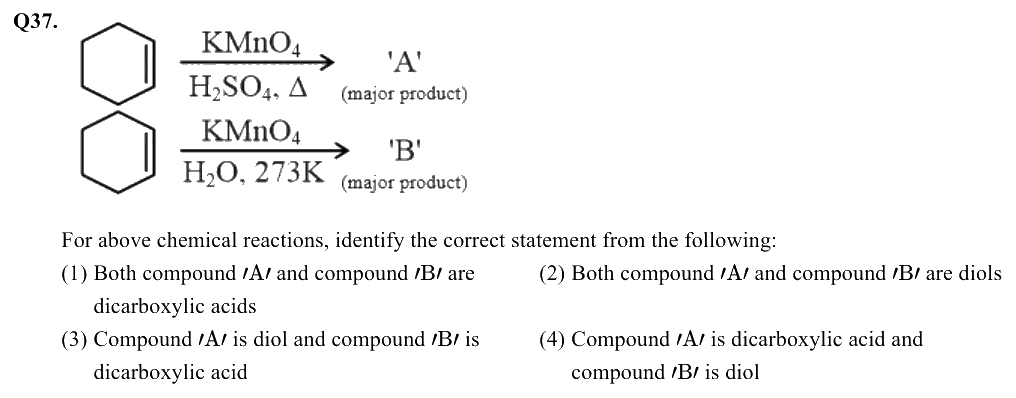 Q37.
KMnO₄
H₂SO₄, Δ
'A'
(major product)
KMnO₄
H₂O, 273K
'B'
(major product)
For above chemical reactions, identify the correct statement from the following:
(1) Both compound ′A′ and compound ′B′ are dicarboxylic acids
(2) Both compound ′A′ and compound ′B′ are diols
(3) Compound ′A′ is diol and compound ′B′ is dicarboxylic acid
(4) Compound ′A′ is dicarboxylic acid and compound ′B′ is diol